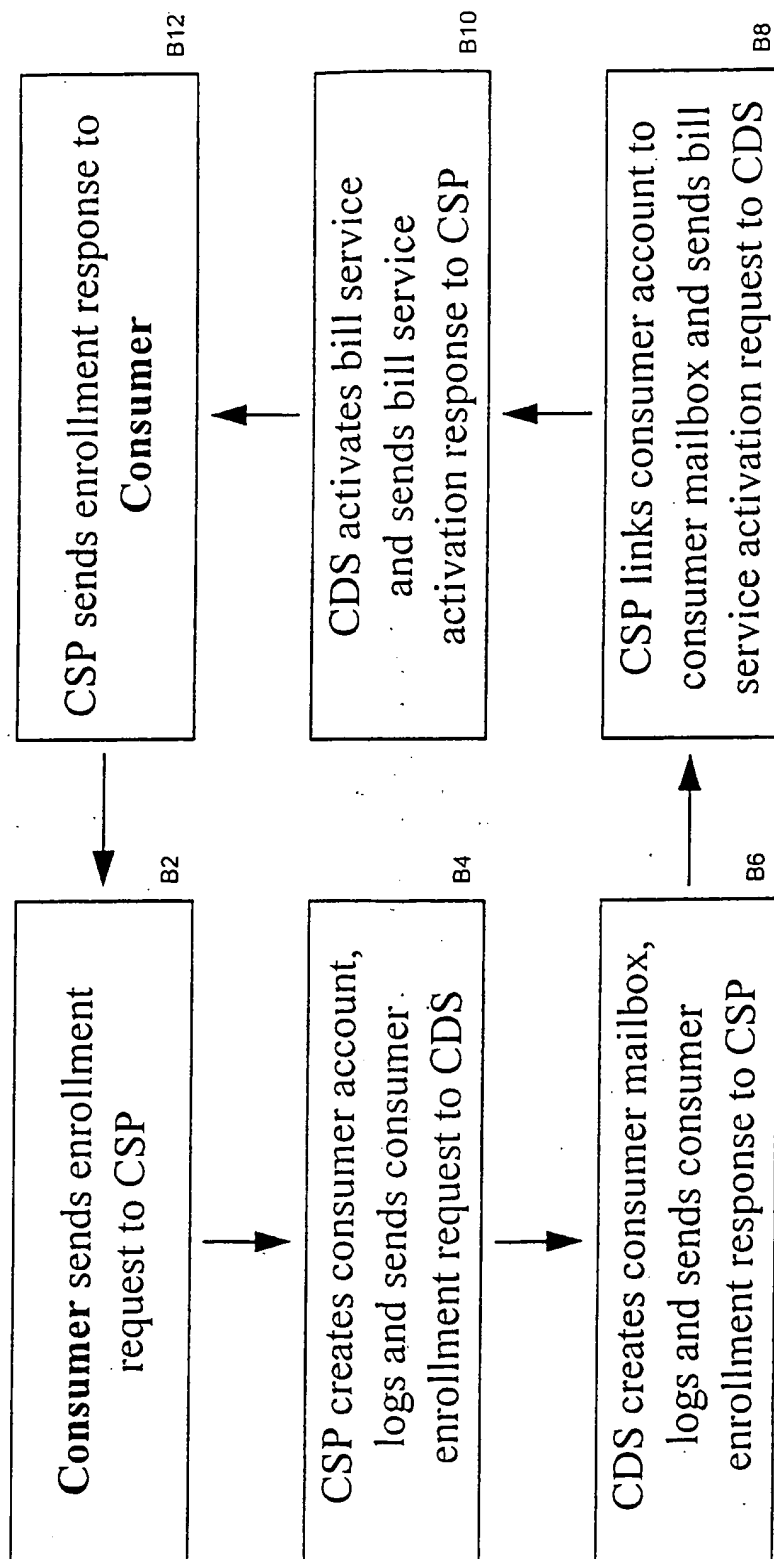 Consumer sends enrollment
request to CSP
B2
CSP creates consumer account,
logs and sends consumer
enrollment request to CDS
B4
CDS creates consumer mailbox,
logs and sends consumer
enrollment response to CSP
B6
CSP links consumer account to
consumer mailbox and sends bill
service activation request to CDS
B8
CDS activates bill service
and sends bill service
activation response to CSP
B10
CSP sends enrollment response to
Consumer
B12